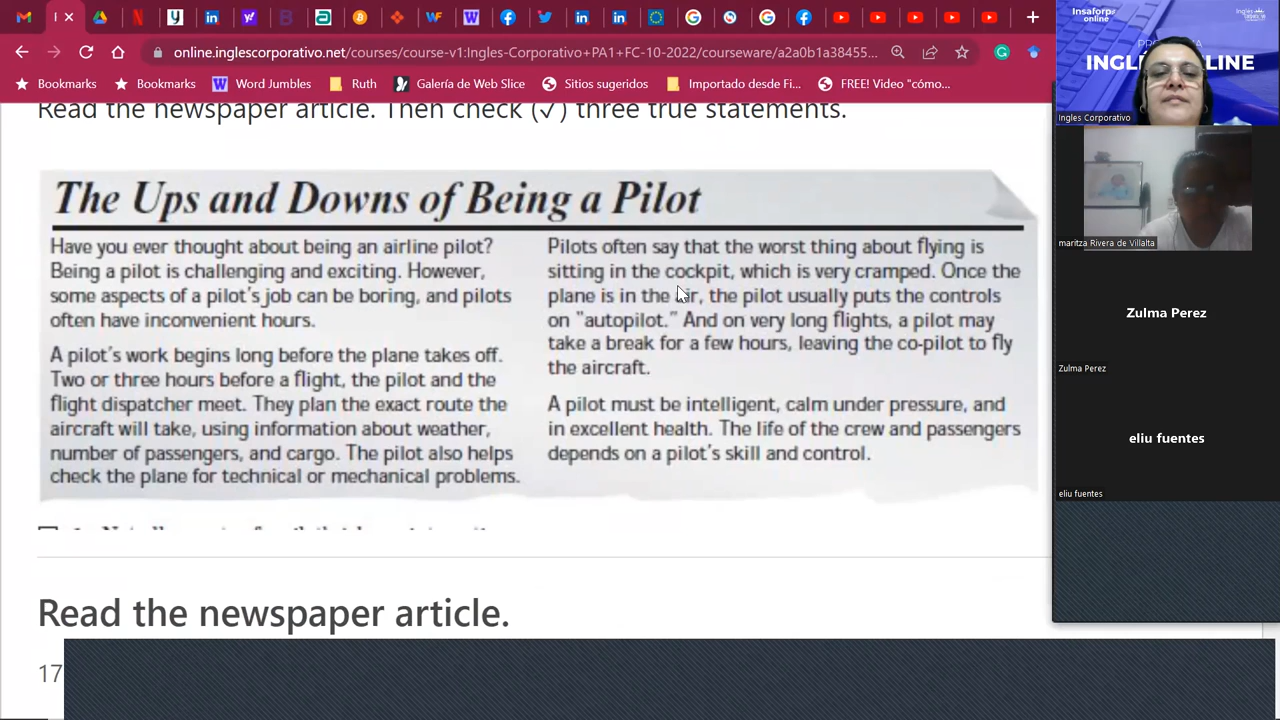 online.inglescorporativo.net/courses/course-v1:Ingles-Corporativo+PA1+FC-10-2022/courseware/a2a0b1a38455...
Bookmarks
Bookmarks
Word Jumbles
Ruth
Galería de Web Slice
Sitios sugeridos
Importado desde Fi...
FREE! Video "cómo...
Read the newspaper article. Then check (✓) three true statements.
The Ups and Downs of Being a Pilot
Have you ever thought about being an airline pilot?
Being a pilot is challenging and exciting. However,
some aspects of a pilot's job can be boring, and pilots
often have inconvenient hours.
A pilot's work begins long before the plane takes off.
Two or three hours before a flight, the pilot and the
flight dispatcher meet. They plan the exact route the
aircraft will take, using information about weather,
number of passengers, and cargo. The pilot also helps
check the plane for technical or mechanical problems.
Pilots often say that the worst thing about flying is
sitting in the cockpit, which is very cramped. Once the
plane is in the air, the pilot usually puts the controls
on "autopilot." And on very long flights, a pilot may
take a break for a few hours, leaving the co-pilot to fly
the aircraft.
A pilot must be intelligent, calm under pressure, and
in excellent health. The life of the crew and passengers
depends on a pilot's skill and control.
Read the newspaper article.
17
Insaforp
online
Ingles Corporativo
maritza Rivera de Villalta
Zulma Perez
Zulma Perez
eliu fuentes
eliu fuentes